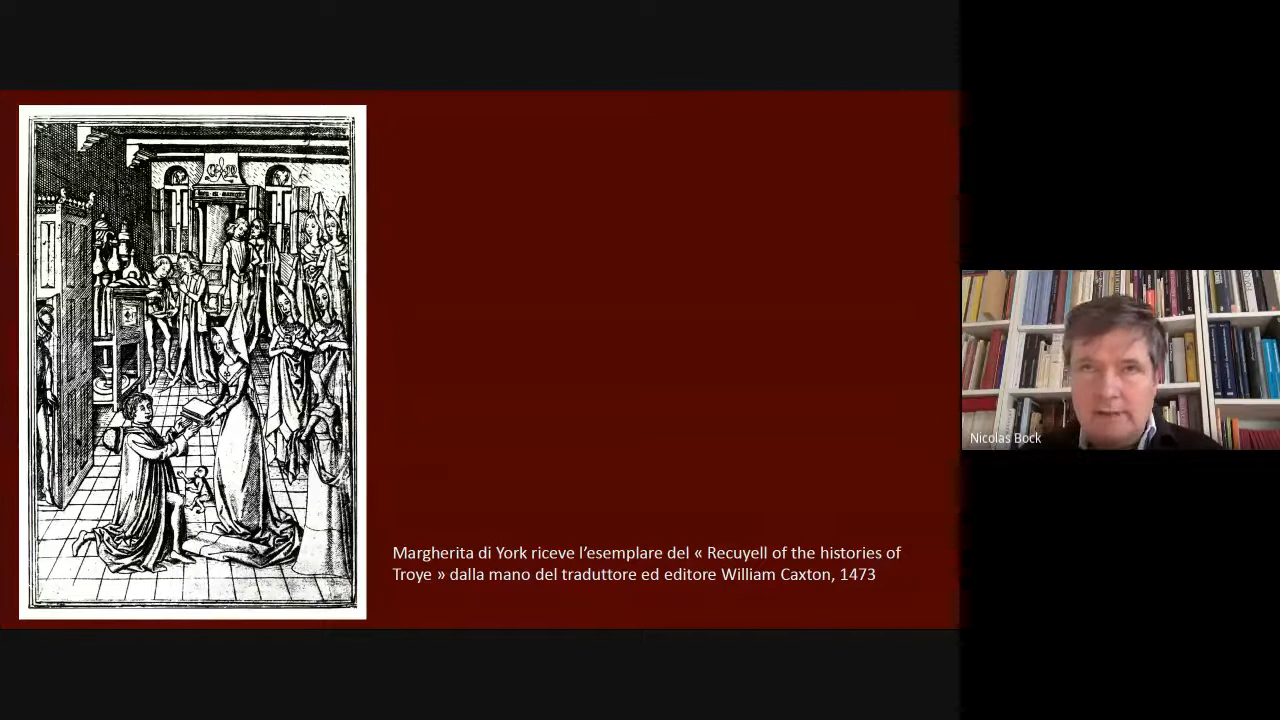 Margherita di York riceve l’esemplare del « Recuyell of the histories of
Troye » dalla mano del traduttore ed editore William Caxton, 1473
Nicolas Bock